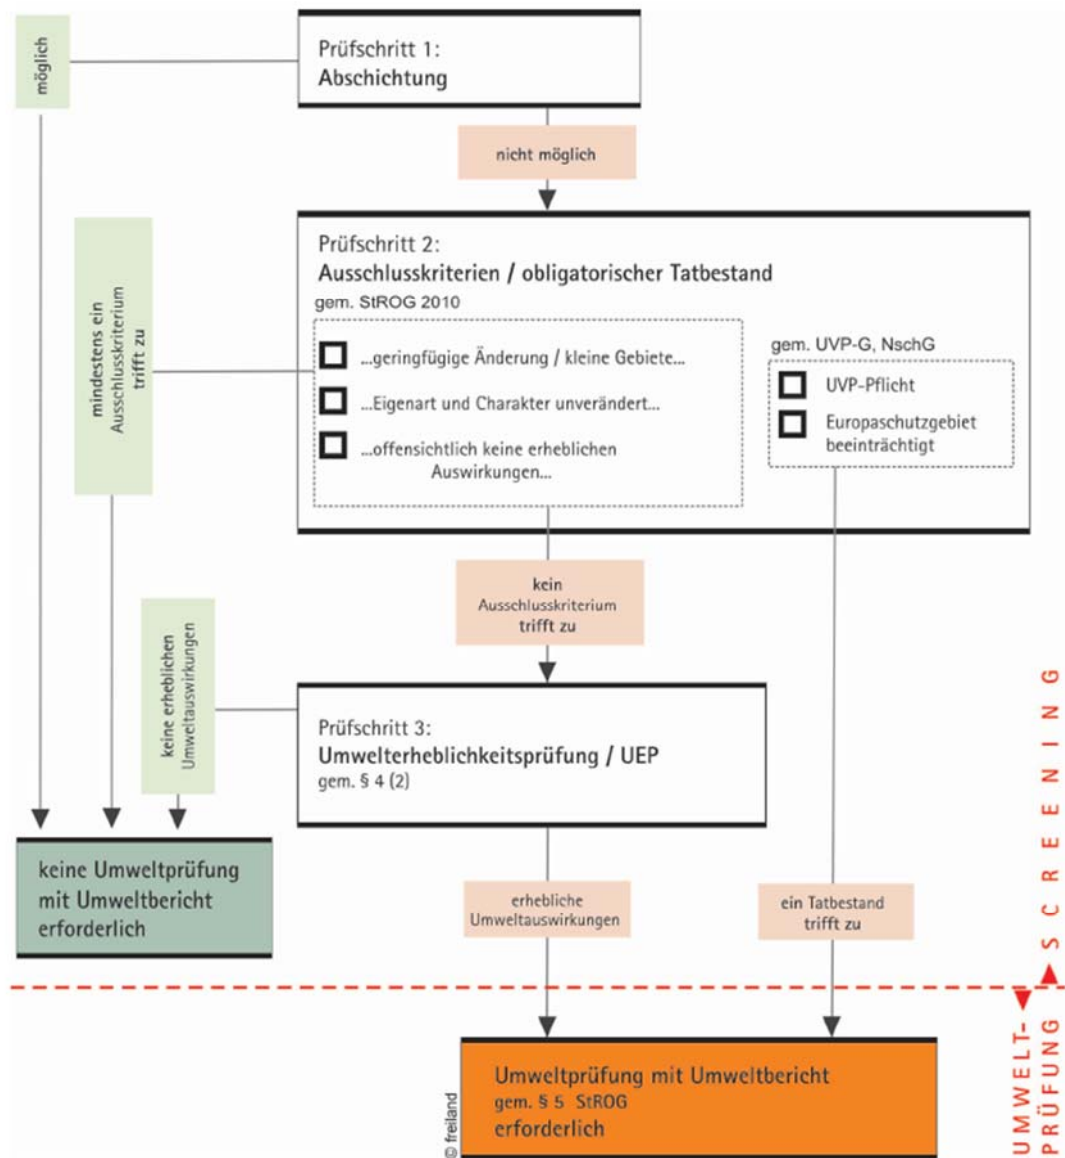 möglich
Prüfschritt 1:
Abschichtung
nicht möglich
Prüfschritt 2:
Ausschlusskriterien / obligatorischer Tatbestand
gem. StROG 2010
mindestens ein
Ausschlusskriterium
trifft zu
...geringfügige Änderung / kleine Gebiete...
...Eigenart und Charakter unverändert...
...offensichtlich keine erheblichen
Auswirkungen...
gem. UVP-G, NschG
UVP-Pflicht
Europaschutzgebiet
beeinträchtigt
kein
Ausschlusskriterium
trifft zu
keine erheblichen
Umweltauswirkungen
Prüfschritt 3:
Umwelterheblichkeitsprüfung / UEP
gem. § 4 (2)
keine Umweltprüfung
mit Umweltbericht
erforderlich
erhebliche
Umweltauswirkungen
ein Tatbestand
trifft zu
SCREENING
UMWELT-
PRÜFUNG
Umweltprüfung mit Umweltbericht
gem. § 5 StROG
erforderlich
© freiland